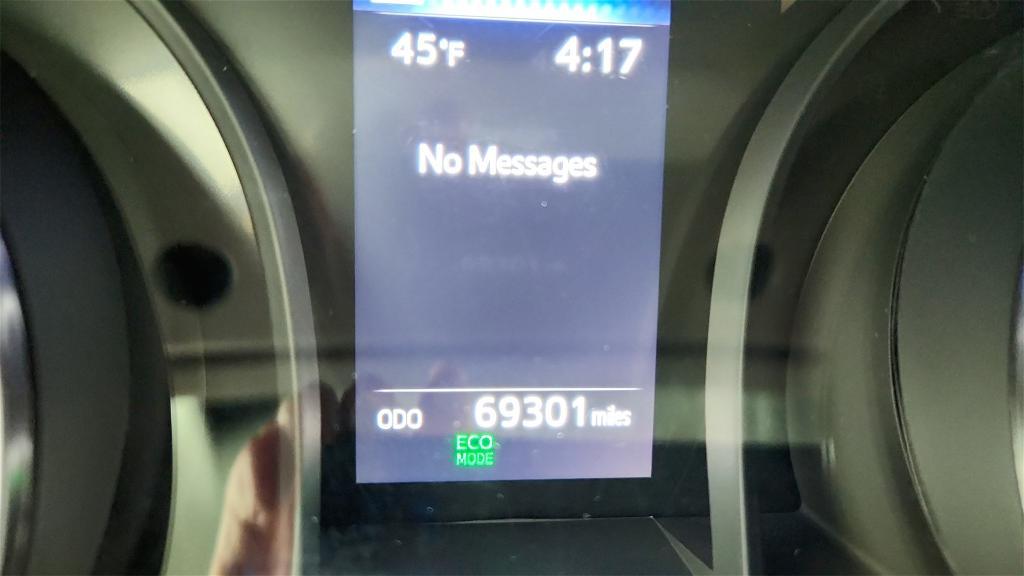 45°F 4:17
No Messages
ODO 69301 miles
ECO
MODE